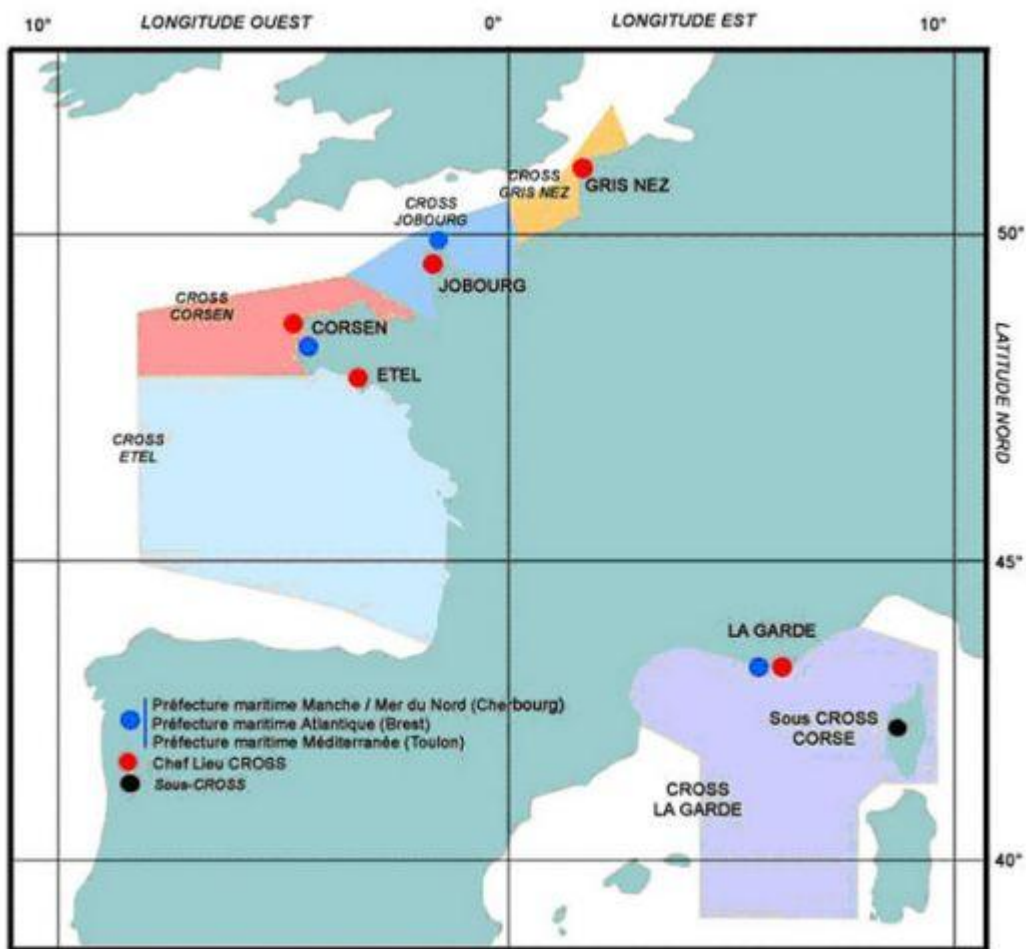 10° LONGITUDE OUEST 0° LONGITUDE EST 10°
CROSS
GRIS NEZ
GRIS NEZ
CROSS
JOBOURG
50°
JOBOURG
CROSS
CORSEN
CORSEN
ETEL
LATITUDE NORD
CROSS
ETEL
45°
LA GARDE
Préfecture maritime Manche / Mer du Nord (Cherbourg)
Préfecture maritime Atlantique (Brest)
Préfecture maritime Méditerranée (Toulon)
Chef Lieu CROSS
Sous-CROSS
Sous CROSS
CORSE
CROSS
LA GARDE
40°